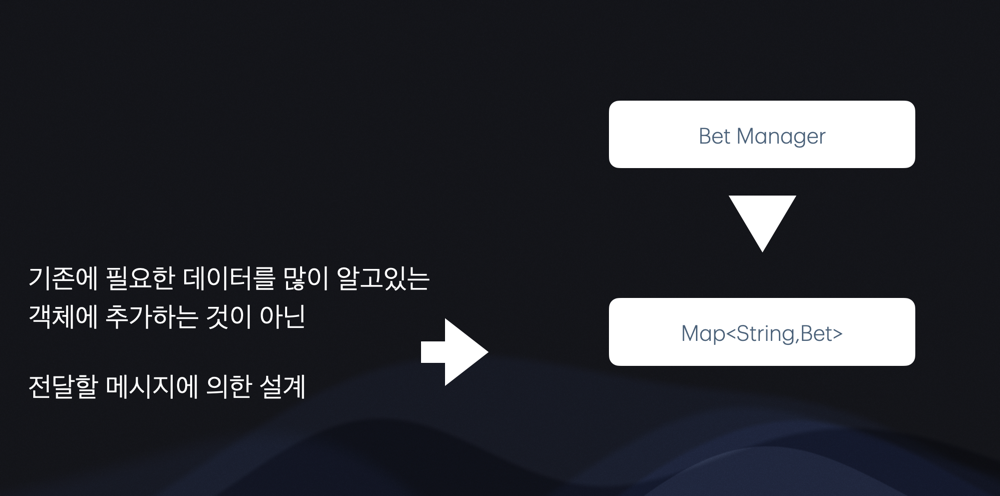 Bet Manager
기존에 필요한 데이터를 많이 알고있는
객체에 추가하는 것이 아닌
전달할 메시지에 의한 설계
Map<String,Bet>